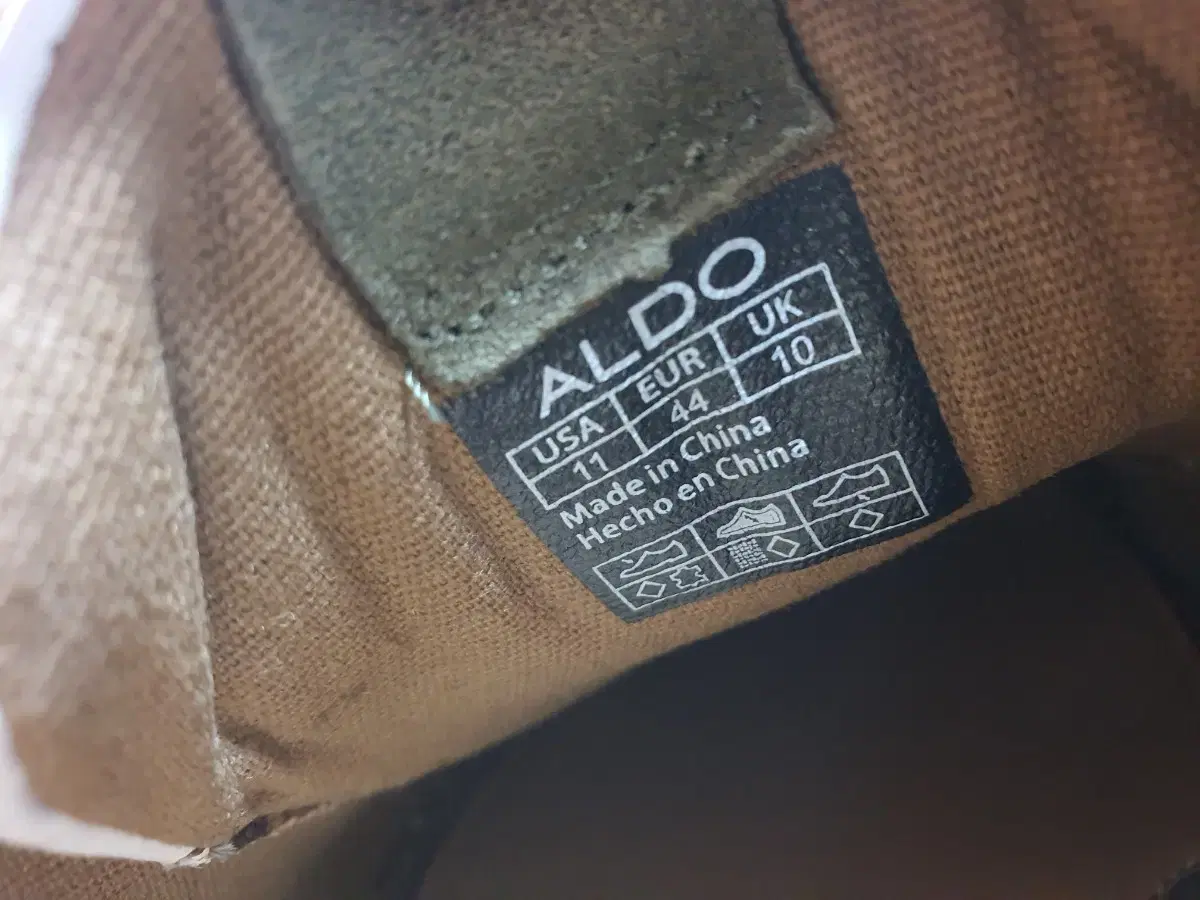 ALDO
USA EUR UK
11 44 10
Made in China
Hecho en China